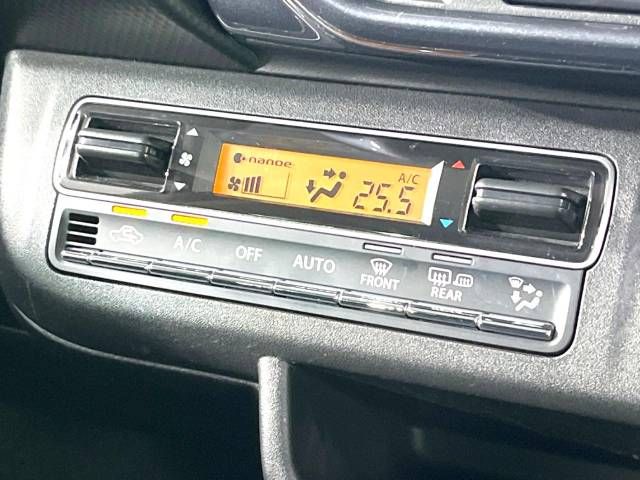 nanoe
A/C
25.5
A/C
OFF
AUTO
FRONT
REAR